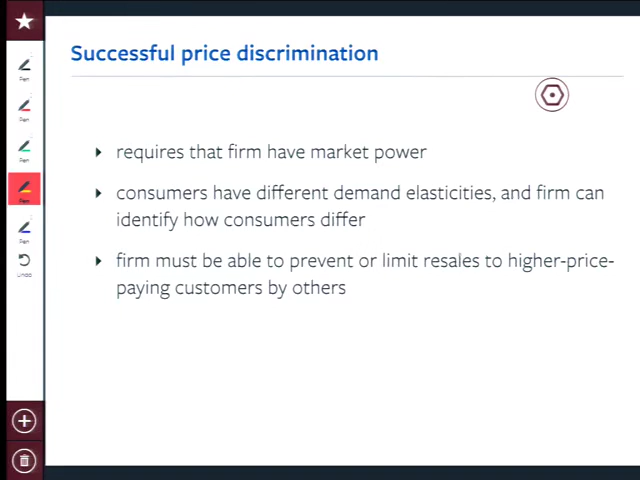 Successful price discrimination
requires that firm have market power
consumers have different demand elasticities, and firm can
identify how consumers differ
firm must be able to prevent or limit resales to higher-price-
paying customers by others
Pen
Pen
Pen
Pen
Pen
Undo